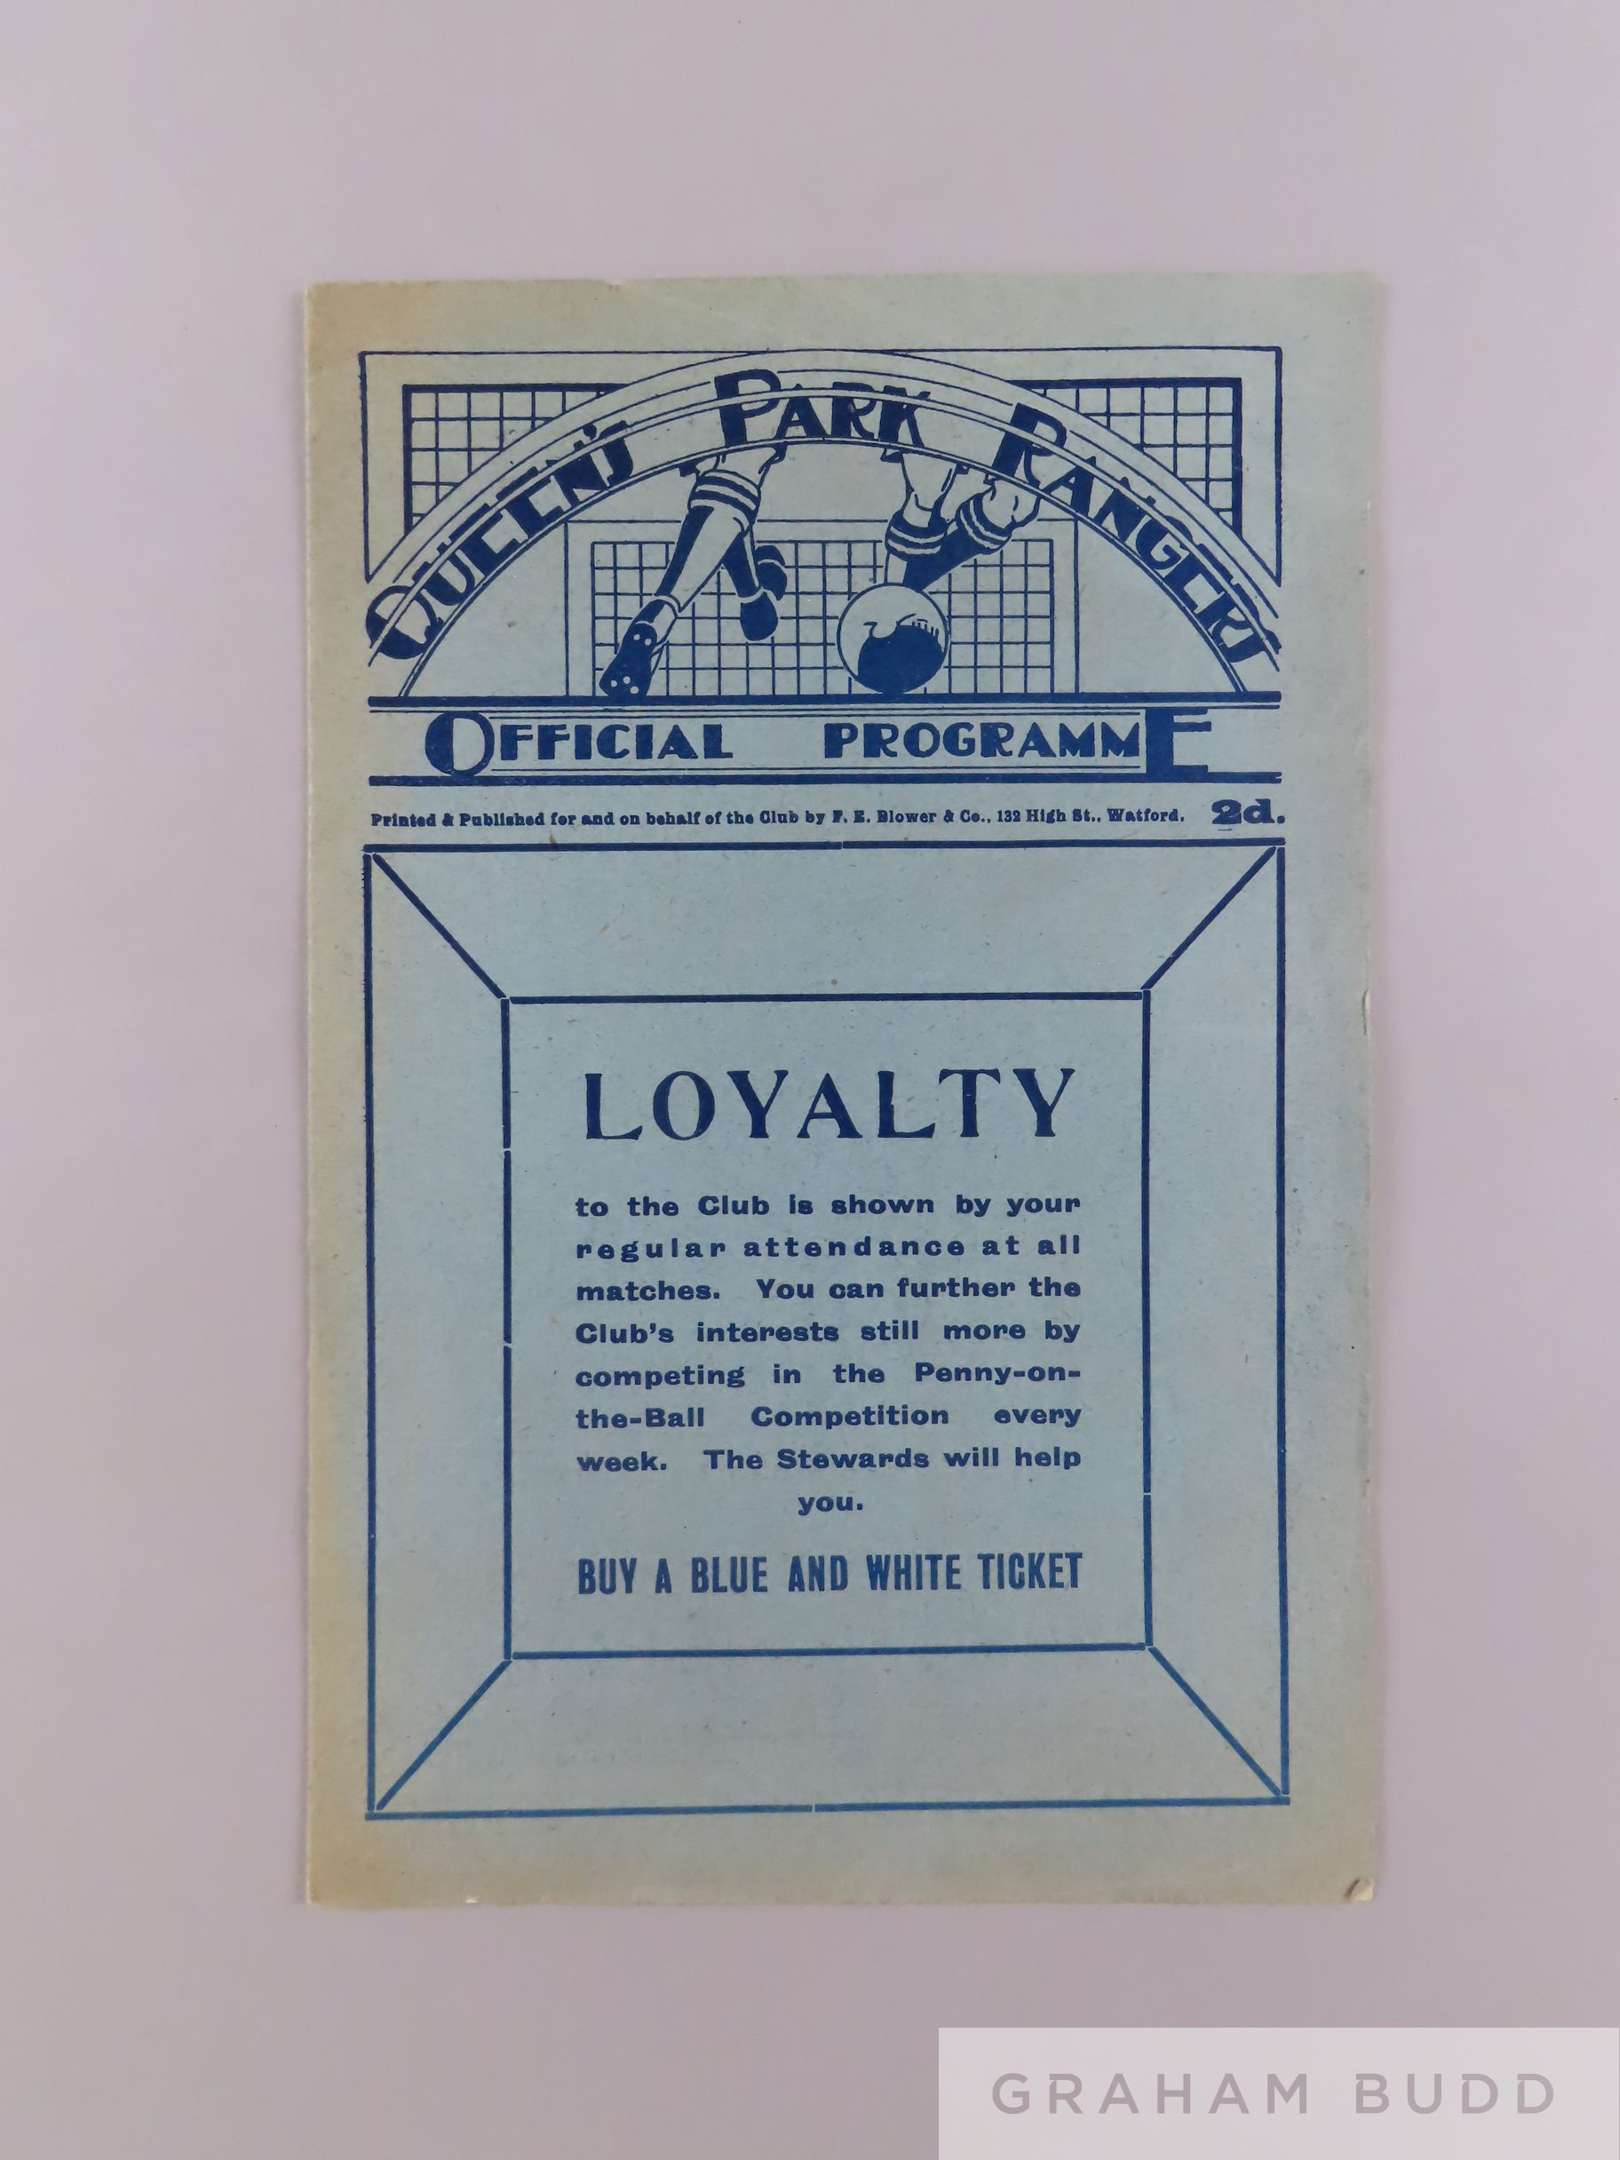 QUEEN'S PARK RANGERS
OFFICIAL PROGRAMME
Printed & Published for and on behalf of the Club by F. E. Blower & Co., 132 High St., Watford. 2d.
LOYALTY
to the Club is shown by your
regular attendance at all
matches. You can further the
Club's interests still more by
competing in the Penny-on-
the-Ball Competition every
week. The Stewards will help
you.
BUY A BLUE AND WHITE TICKET
GRAHAM BUDD